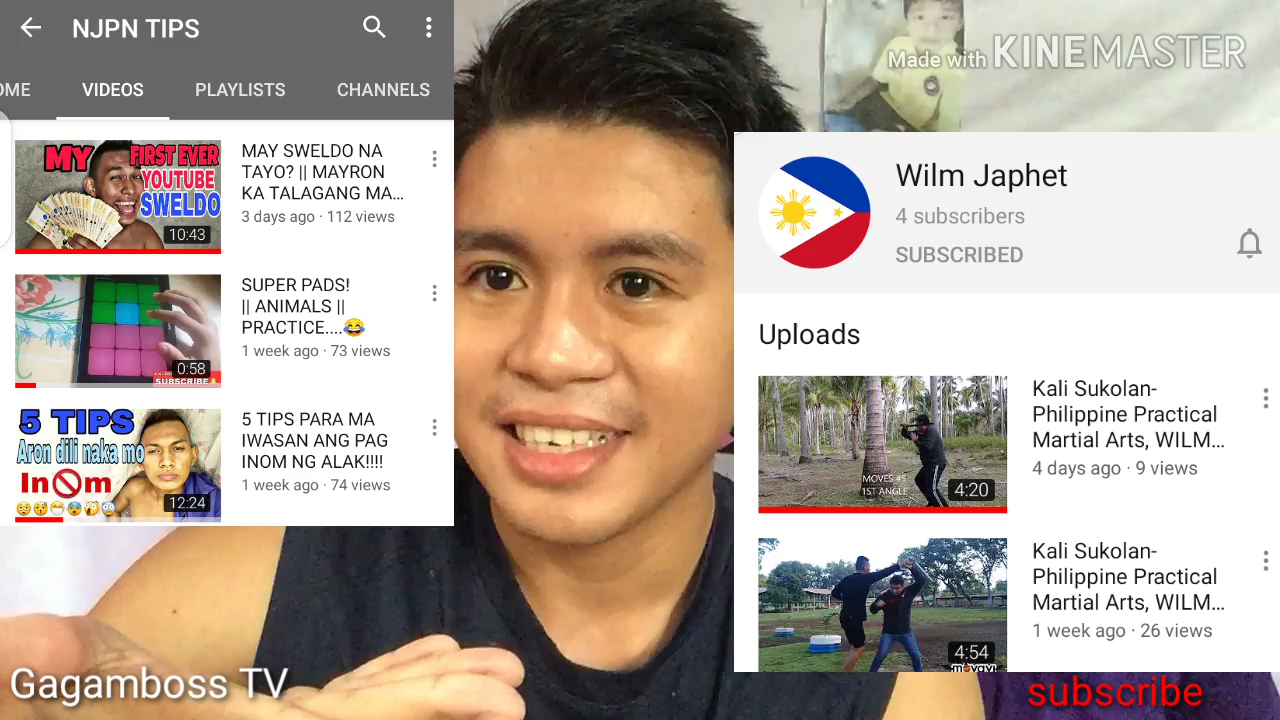 NJPN TIPS
OME VIDEOS PLAYLISTS CHANNELS
MY FIRST EVER
YOUTUBE
SWELDO
10:43
MAY SWELDO NA
TAYO? || MAYRON
KA TALAGANG MA...
3 days ago · 112 views
0:58
SUBSCRIBE
SUPER PADS!
|| ANIMALS ||
PRACTICE....😂
1 week ago · 73 views
5 TIPS
Aron dili naka mo
In🚫m
12:24
5 TIPS PARA MA
IWASAN ANG PAG
INOM NG ALAK!!!!
1 week ago · 74 views
Made with KINEMASTER
Wilm Japhet
4 subscribers
SUBSCRIBED
Uploads
MOVES #5
1ST ANGLE
4:20
Kali Sukolan-
Philippine Practical
Martial Arts, WILM...
4 days ago · 9 views
4:54
Kali Sukolan-
Philippine Practical
Martial Arts, WILM...
1 week ago · 26 views
Gagamboss TV
subscribe